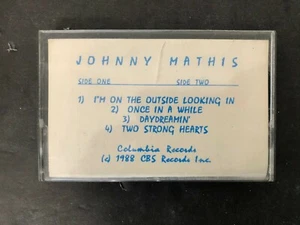 JOHNNY MATHIS
SIDE ONE SIDE TWO
1) I'M ON THE OUTSIDE LOOKING IN
2) ONCE IN A WHILE
3) DAYDREAMIN'
4) TWO STRONG HEARTS
Columbia Records
(c) 1988 CBS Records Inc.